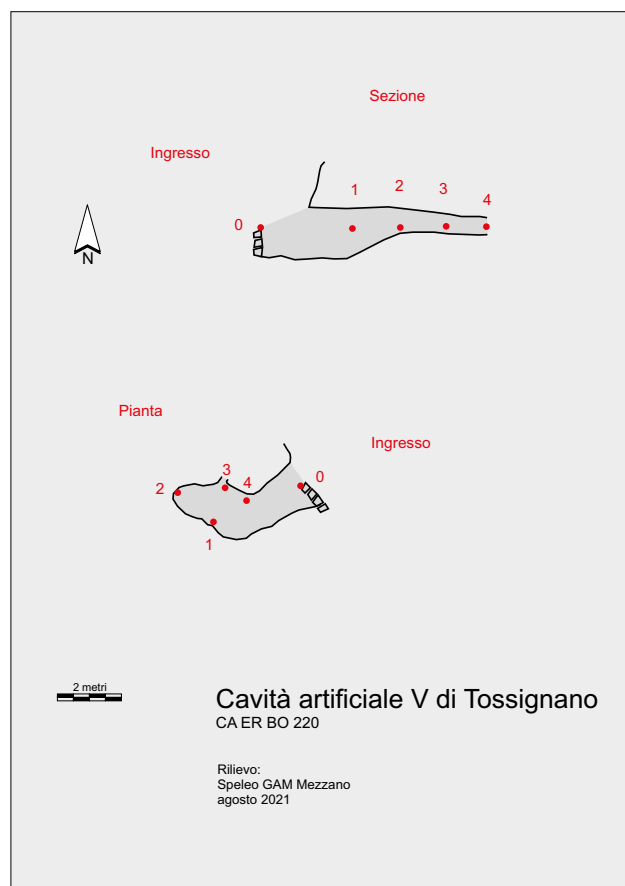 Sezione
Ingresso
1 2 3 4
0
N
Pianta
Ingresso
3 0
2 4
1
2 metri
Cavità artificiale V di Tossignano
CA ER BO 220
Rilievo:
Speleo GAM Mezzano
agosto 2021